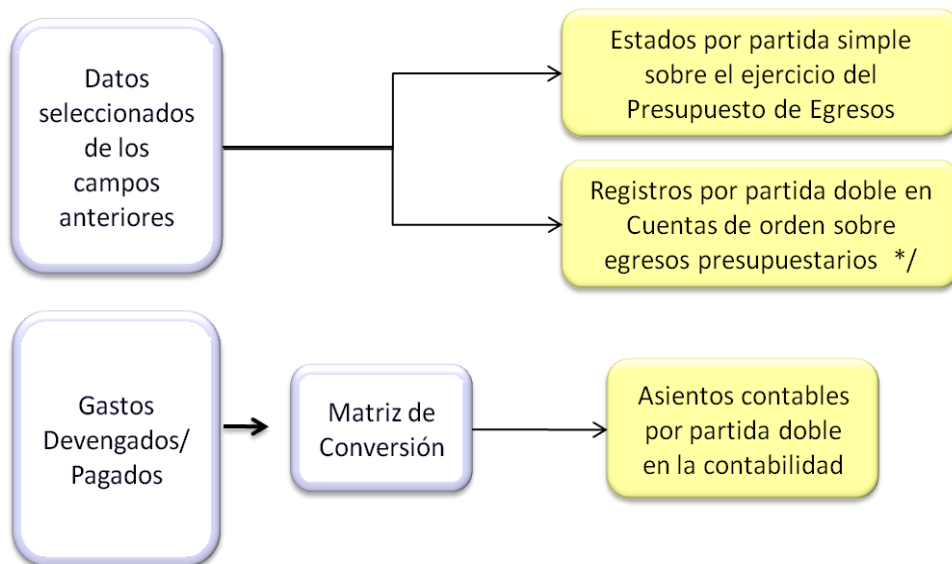 Datos
seleccionados
de los
campos
anteriores
Estados por partida simple
sobre el ejercicio del
Presupuesto de Egresos
Registros por partida doble en
Cuentas de orden sobre
egresos presupuestarios */
Gastos
Devengados/
Pagados
Matriz de
Conversión
Asientos contables
por partida doble
en la contabilidad